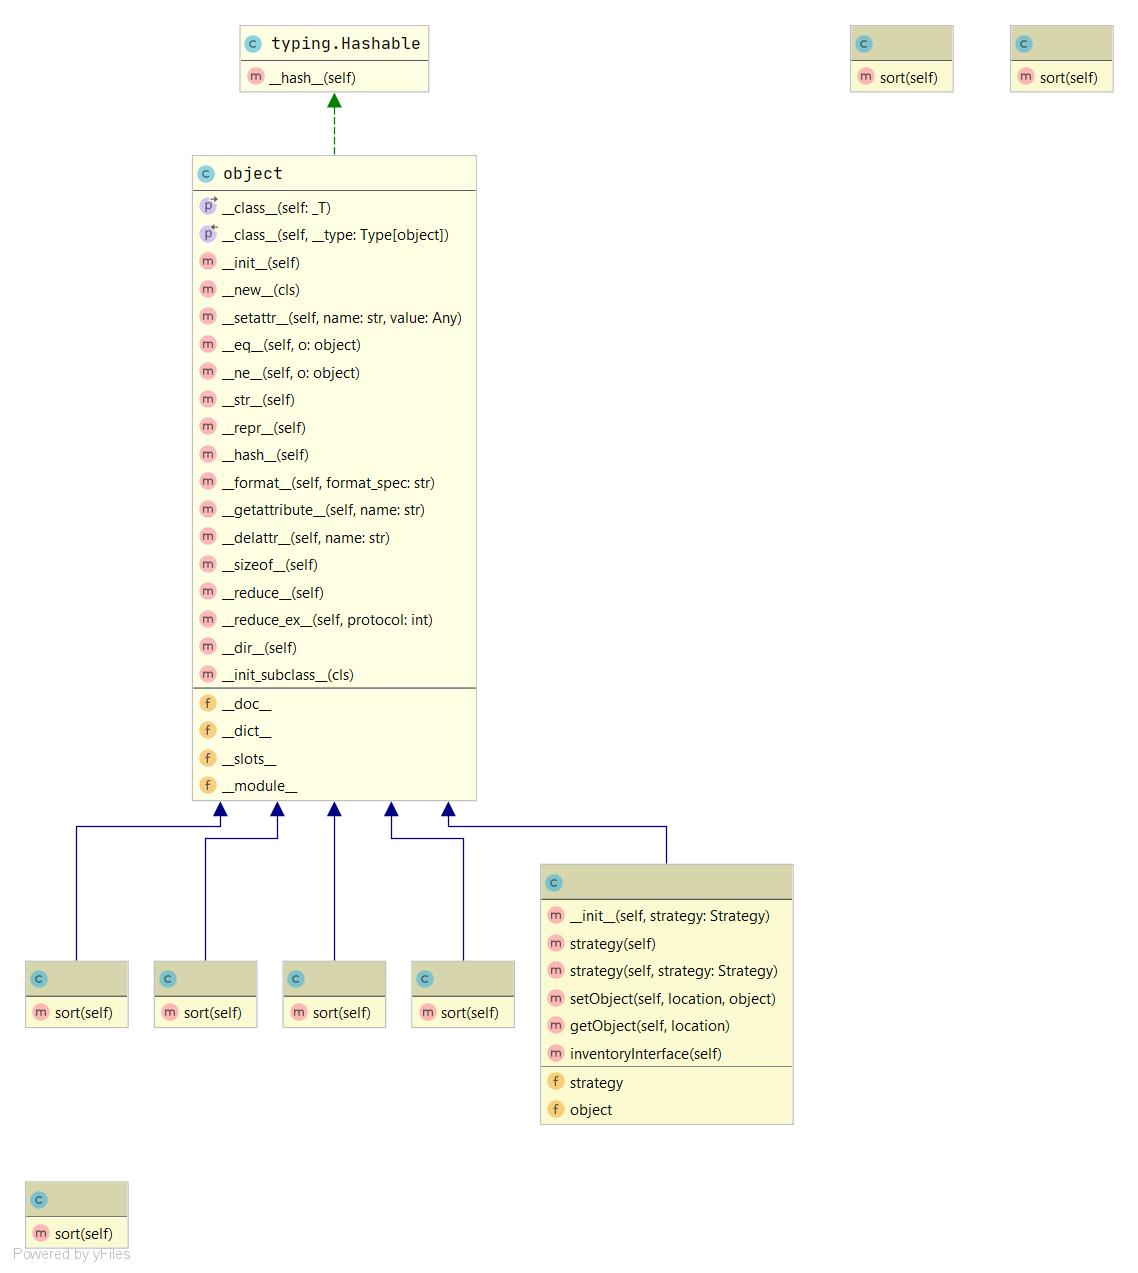 typing.Hashable
__hash__(self)
sort(self)
sort(self)
object
__class__(self: _T)
__class__(self, __type: Type[object])
__init__(self)
__new__(cls)
__setattr__(self, name: str, value: Any)
__eq__(self, o: object)
__ne__(self, o: object)
__str__(self)
__repr__(self)
__hash__(self)
__format__(self, format_spec: str)
__getattribute__(self, name: str)
__delattr__(self, name: str)
__sizeof__(self)
__reduce__(self)
__reduce_ex__(self, protocol: int)
__dir__(self)
__init_subclass__(cls)
__doc__
__dict__
__slots__
__module__
sort(self)
sort(self)
sort(self)
sort(self)
__init__(self, strategy: Strategy)
strategy(self)
strategy(self, strategy: Strategy)
setObject(self, location, object)
getObject(self, location)
inventoryInterface(self)
strategy
object
sort(self)
Powered by yFiles